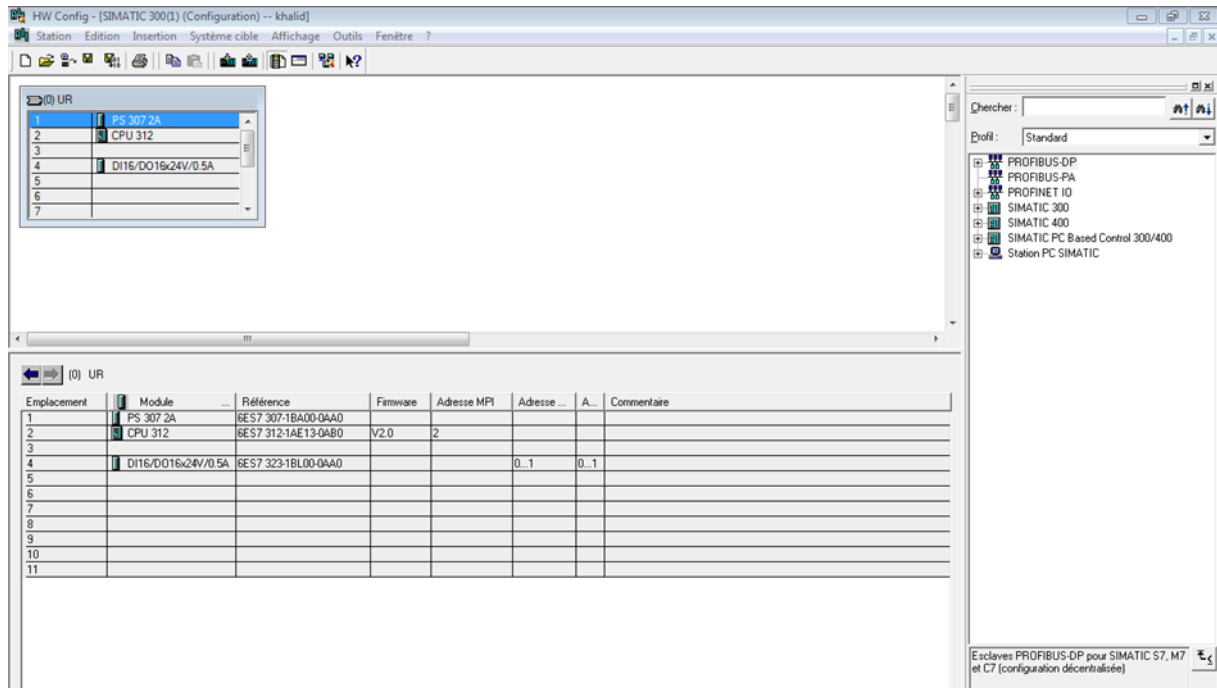 HW Config - [SIMATIC 300(1) (Configuration) -- khalid]
Station Edition Insertion Système cible Affichage Outils Fenêtre ?
(0) UR
1 PS 307 2A
2 CPU 312
3
4 DI16/DO16x24V/0.5A
5
6
7
Chercher :
Profil : Standard
PROFIBUS-DP
PROFIBUS-PA
PROFINET IO
SIMATIC 300
SIMATIC 400
SIMATIC PC Based Control 300/400
Station PC SIMATIC
(0) UR
Emplacement Module ... Référence Firmware Adresse MPI Adresse ... A... Commentaire
1 PS 307 2A 6ES7 307-1BA00-0AA0
2 CPU 312 6ES7 312-1AE13-0AB0 V2.0 2
3
4 DI16/DO16x24V/0.5A 6ES7 323-1BL00-0AA0 0...1 0...1
5
6
7
8
9
10
11
Esclaves PROFIBUS-DP pour SIMATIC S7, M7
et C7 (configuration décentralisée)